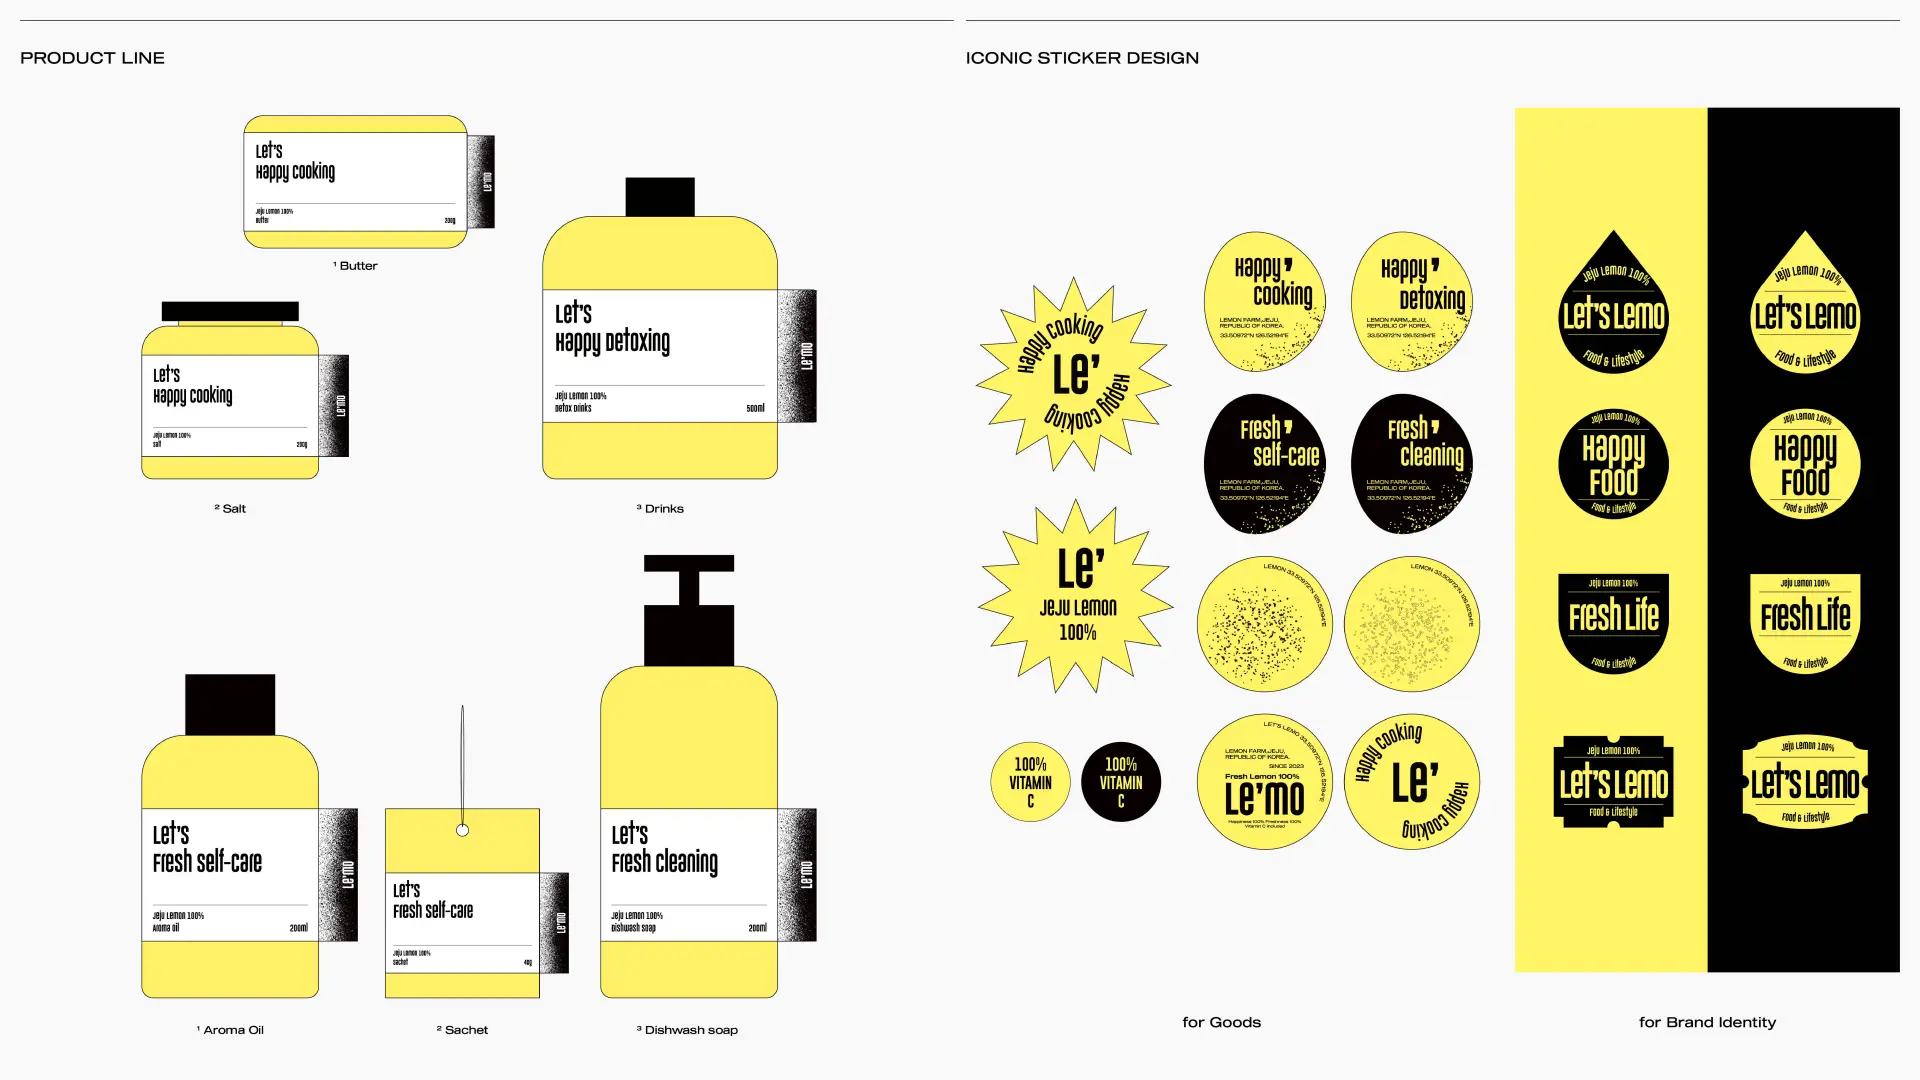 PRODUCT LINE
Let's
Happy cooking
Jeju Lemon 100%
Butter
200g
Le'mo
¹ Butter
Let's
Happy cooking
Jeju Lemon 100%
Salt
200g
Le'mo
² Salt
Let's
Happy Detoxing
Jeju Lemon 100%
Detox Drinks
500ml
Le'mo
³ Drinks
Let's
Fresh self-care
Jeju Lemon 100%
Aroma oil
200ml
Le'mo
¹ Aroma Oil
Let's
Fresh self-care
Jeju Lemon 100%
Sachet
40g
Le'mo
² Sachet
Let's
Fresh cleaning
Jeju Lemon 100%
Dishwash soap
200ml
Le'mo
³ Dishwash soap
ICONIC STICKER DESIGN
Happy cooking
Le'
Happy cooking
Le'
Jeju Lemon
100%
100%
VITAMIN
C
100%
VITAMIN
C
Happy ’
cooking
LEMON FARM,JEJU,
REPUBLIC OF KOREA.
33.50972°N 126.52194°E
Happy ’
Detoxing
LEMON FARM,JEJU,
REPUBLIC OF KOREA.
33.50972°N 126.52194°E
Fresh ’
self-care
LEMON FARM,JEJU,
REPUBLIC OF KOREA.
33.50972°N 126.52194°E
Fresh ’
cleaning
LEMON FARM,JEJU,
REPUBLIC OF KOREA.
33.50972°N 126.52194°E
LEMON 33.50972°N 126.52194°E
LEMON 33.50972°N 126.52194°E
LET'S LEMO 33.50972°N 126.52194°E
LEMON FARM,JEJU,
REPUBLIC OF KOREA.
SINCE 2023
Fresh Lemon 100%
Le'mo
Happiness 100% Freshness 100%
Vitamin C included
Happy cooking
Le'
Happy cooking
for Goods
Jeju Lemon 100%
Let's Lemo
Food & Lifestyle
Jeju Lemon 100%
Let's Lemo
Food & Lifestyle
Jeju Lemon 100%
Happy
Food
Food & Lifestyle
Jeju Lemon 100%
Happy
Food
Food & Lifestyle
Jeju Lemon 100%
Fresh Life
Food & Lifestyle
Jeju Lemon 100%
Fresh Life
Food & Lifestyle
Jeju Lemon 100%
Let's Lemo
Food & Lifestyle
Jeju Lemon 100%
Let's Lemo
Food & Lifestyle
for Brand Identity